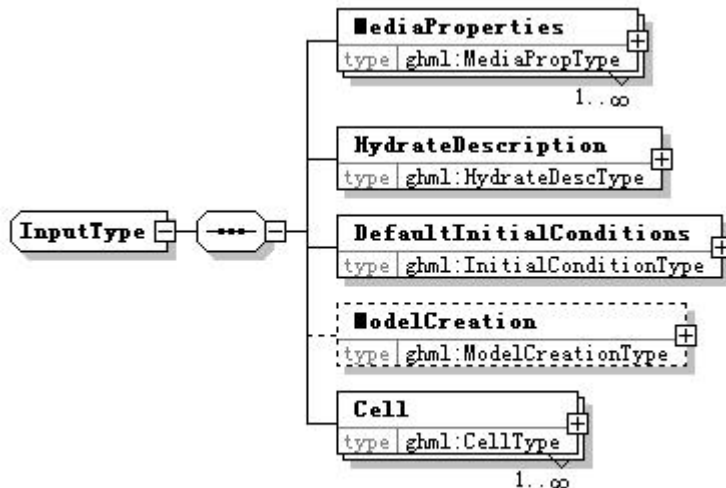 MediaProperties
type ghml:MediaPropType
1..∞
HydrateDescription
type ghml:HydrateDescType
InputType
DefaultInitialConditions
type ghml:InitialConditionType
ModelCreation
type ghml:ModelCreationType
Cell
type ghml:CellType
1..∞